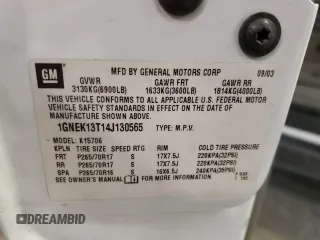 GM
MFD BY GENERAL MOTORS CORP 09/03
GVWR GAWR FRT GAWR RR
3130KG(6900LB) 1633KG(3600LB) 1814KG(4000LB)
THIS VEHICLE CONFORMS TO ALL APPLICABLE U.S. FEDERAL MOTOR
VEHICLE SAFETY STANDARDS IN EFFECT ON THE DATE OF
MANUFACTURE SHOWN ABOVE.
1GNEK13T14J130565 TYPE: M.P.V.
MODEL: K15706
KPLN TIRE SIZE SPEED RTG RIM COLD TIRE PRESSURE
FRT P265/70R17 S 17X7.5J 220KPA(32PSI)
RR P265/70R17 S 17X7.5J 220KPA(32PSI)
SPA P265/70R16 S 16X6.5J 240KPA(35PSI)
SEE OWNER'S MANUAL
DREAMBID